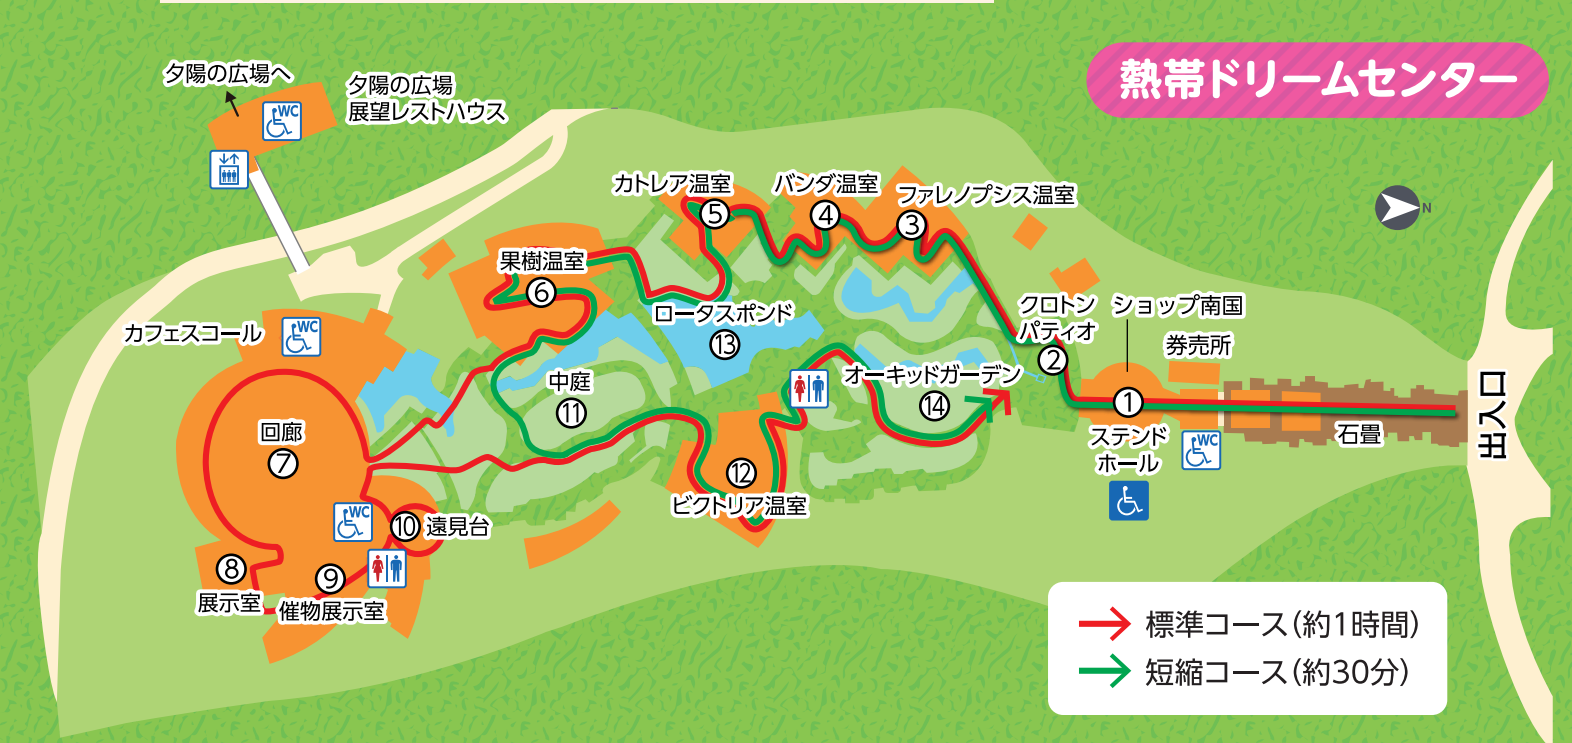 熱帯ドリームセンター
夕陽の広場へ
夕陽の広場
展望レストハウス
WC
カトレア温室
⑤
バンダ温室
④
ファレノプシス温室
③
N
果樹温室
⑥
ロータスポンド
⑬
クロトン
パティオ
②
ショップ南国
券売所
カフェスコール
WC
中庭
⑪
オーキッドガーデン
⑭
①
ステンド
ホール
WC
石畳
出入口
回廊
⑦
⑫
ビクトリア温室
WC
⑩ 遠見台
⑧
展示室
⑨
催物展示室
標準コース(約1時間)
短縮コース(約30分)